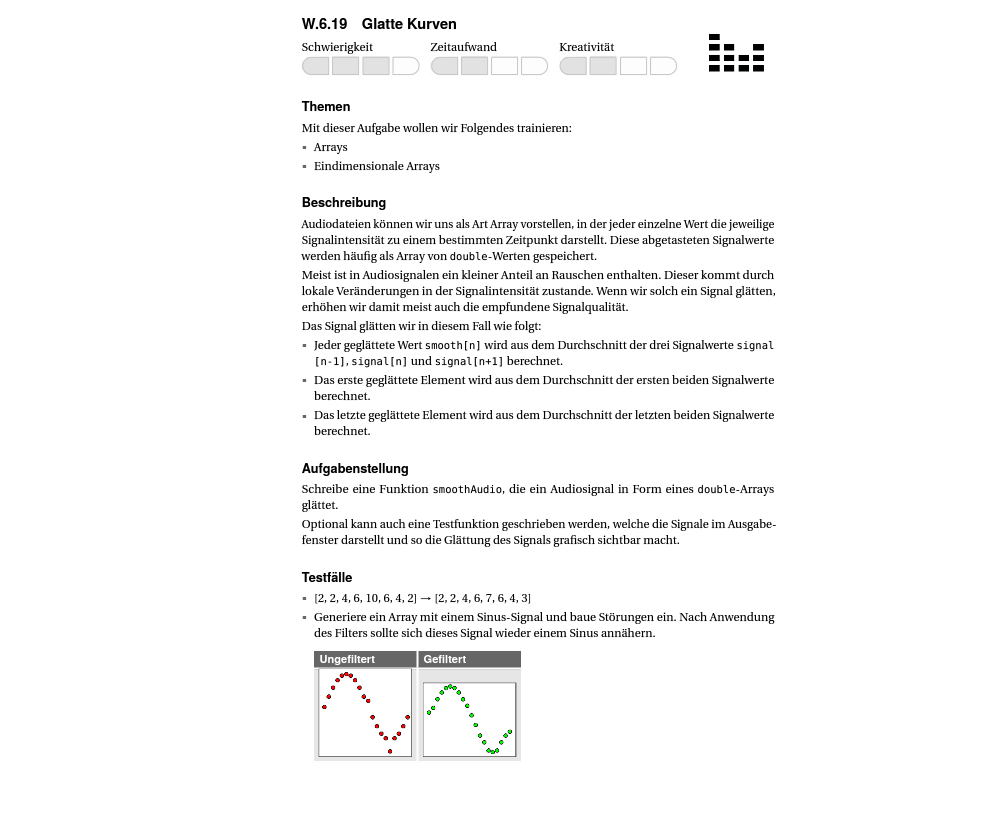 W.6.19 Glatte Kurven
Schwierigkeit Zeitaufwand Kreativität
Themen
Mit dieser Aufgabe wollen wir Folgendes trainieren:
▪ Arrays
▪ Eindimensionale Arrays
Beschreibung
Audiodateien können wir uns als Art Array vorstellen, in der jeder einzelne Wert die jeweilige
Signalintensität zu einem bestimmten Zeitpunkt darstellt. Diese abgetasteten Signalwerte
werden häufig als Array von double-Werten gespeichert.
Meist ist in Audiosignalen ein kleiner Anteil an Rauschen enthalten. Dieser kommt durch
lokale Veränderungen in der Signalintensität zustande. Wenn wir solch ein Signal glätten,
erhöhen wir damit meist auch die empfundene Signalqualität.
Das Signal glätten wir in diesem Fall wie folgt:
▪ Jeder geglättete Wert smooth[n] wird aus dem Durchschnitt der drei Signalwerte signal
[n-1], signal[n] und signal[n+1] berechnet.
▪ Das erste geglättete Element wird aus dem Durchschnitt der ersten beiden Signalwerte
berechnet.
▪ Das letzte geglättete Element wird aus dem Durchschnitt der letzten beiden Signalwerte
berechnet.
Aufgabenstellung
Schreibe eine Funktion smoothAudio, die ein Audiosignal in Form eines double-Arrays
glättet.
Optional kann auch eine Testfunktion geschrieben werden, welche die Signale im Ausgabe-
fenster darstellt und so die Glättung des Signals grafisch sichtbar macht.
Testfälle
▪ [2, 2, 4, 6, 10, 6, 4, 2] → [2, 2, 4, 6, 7, 6, 4, 3]
▪ Generiere ein Array mit einem Sinus-Signal und baue Störungen ein. Nach Anwendung
des Filters sollte sich dieses Signal wieder einem Sinus annähern.
Ungefiltert Gefiltert